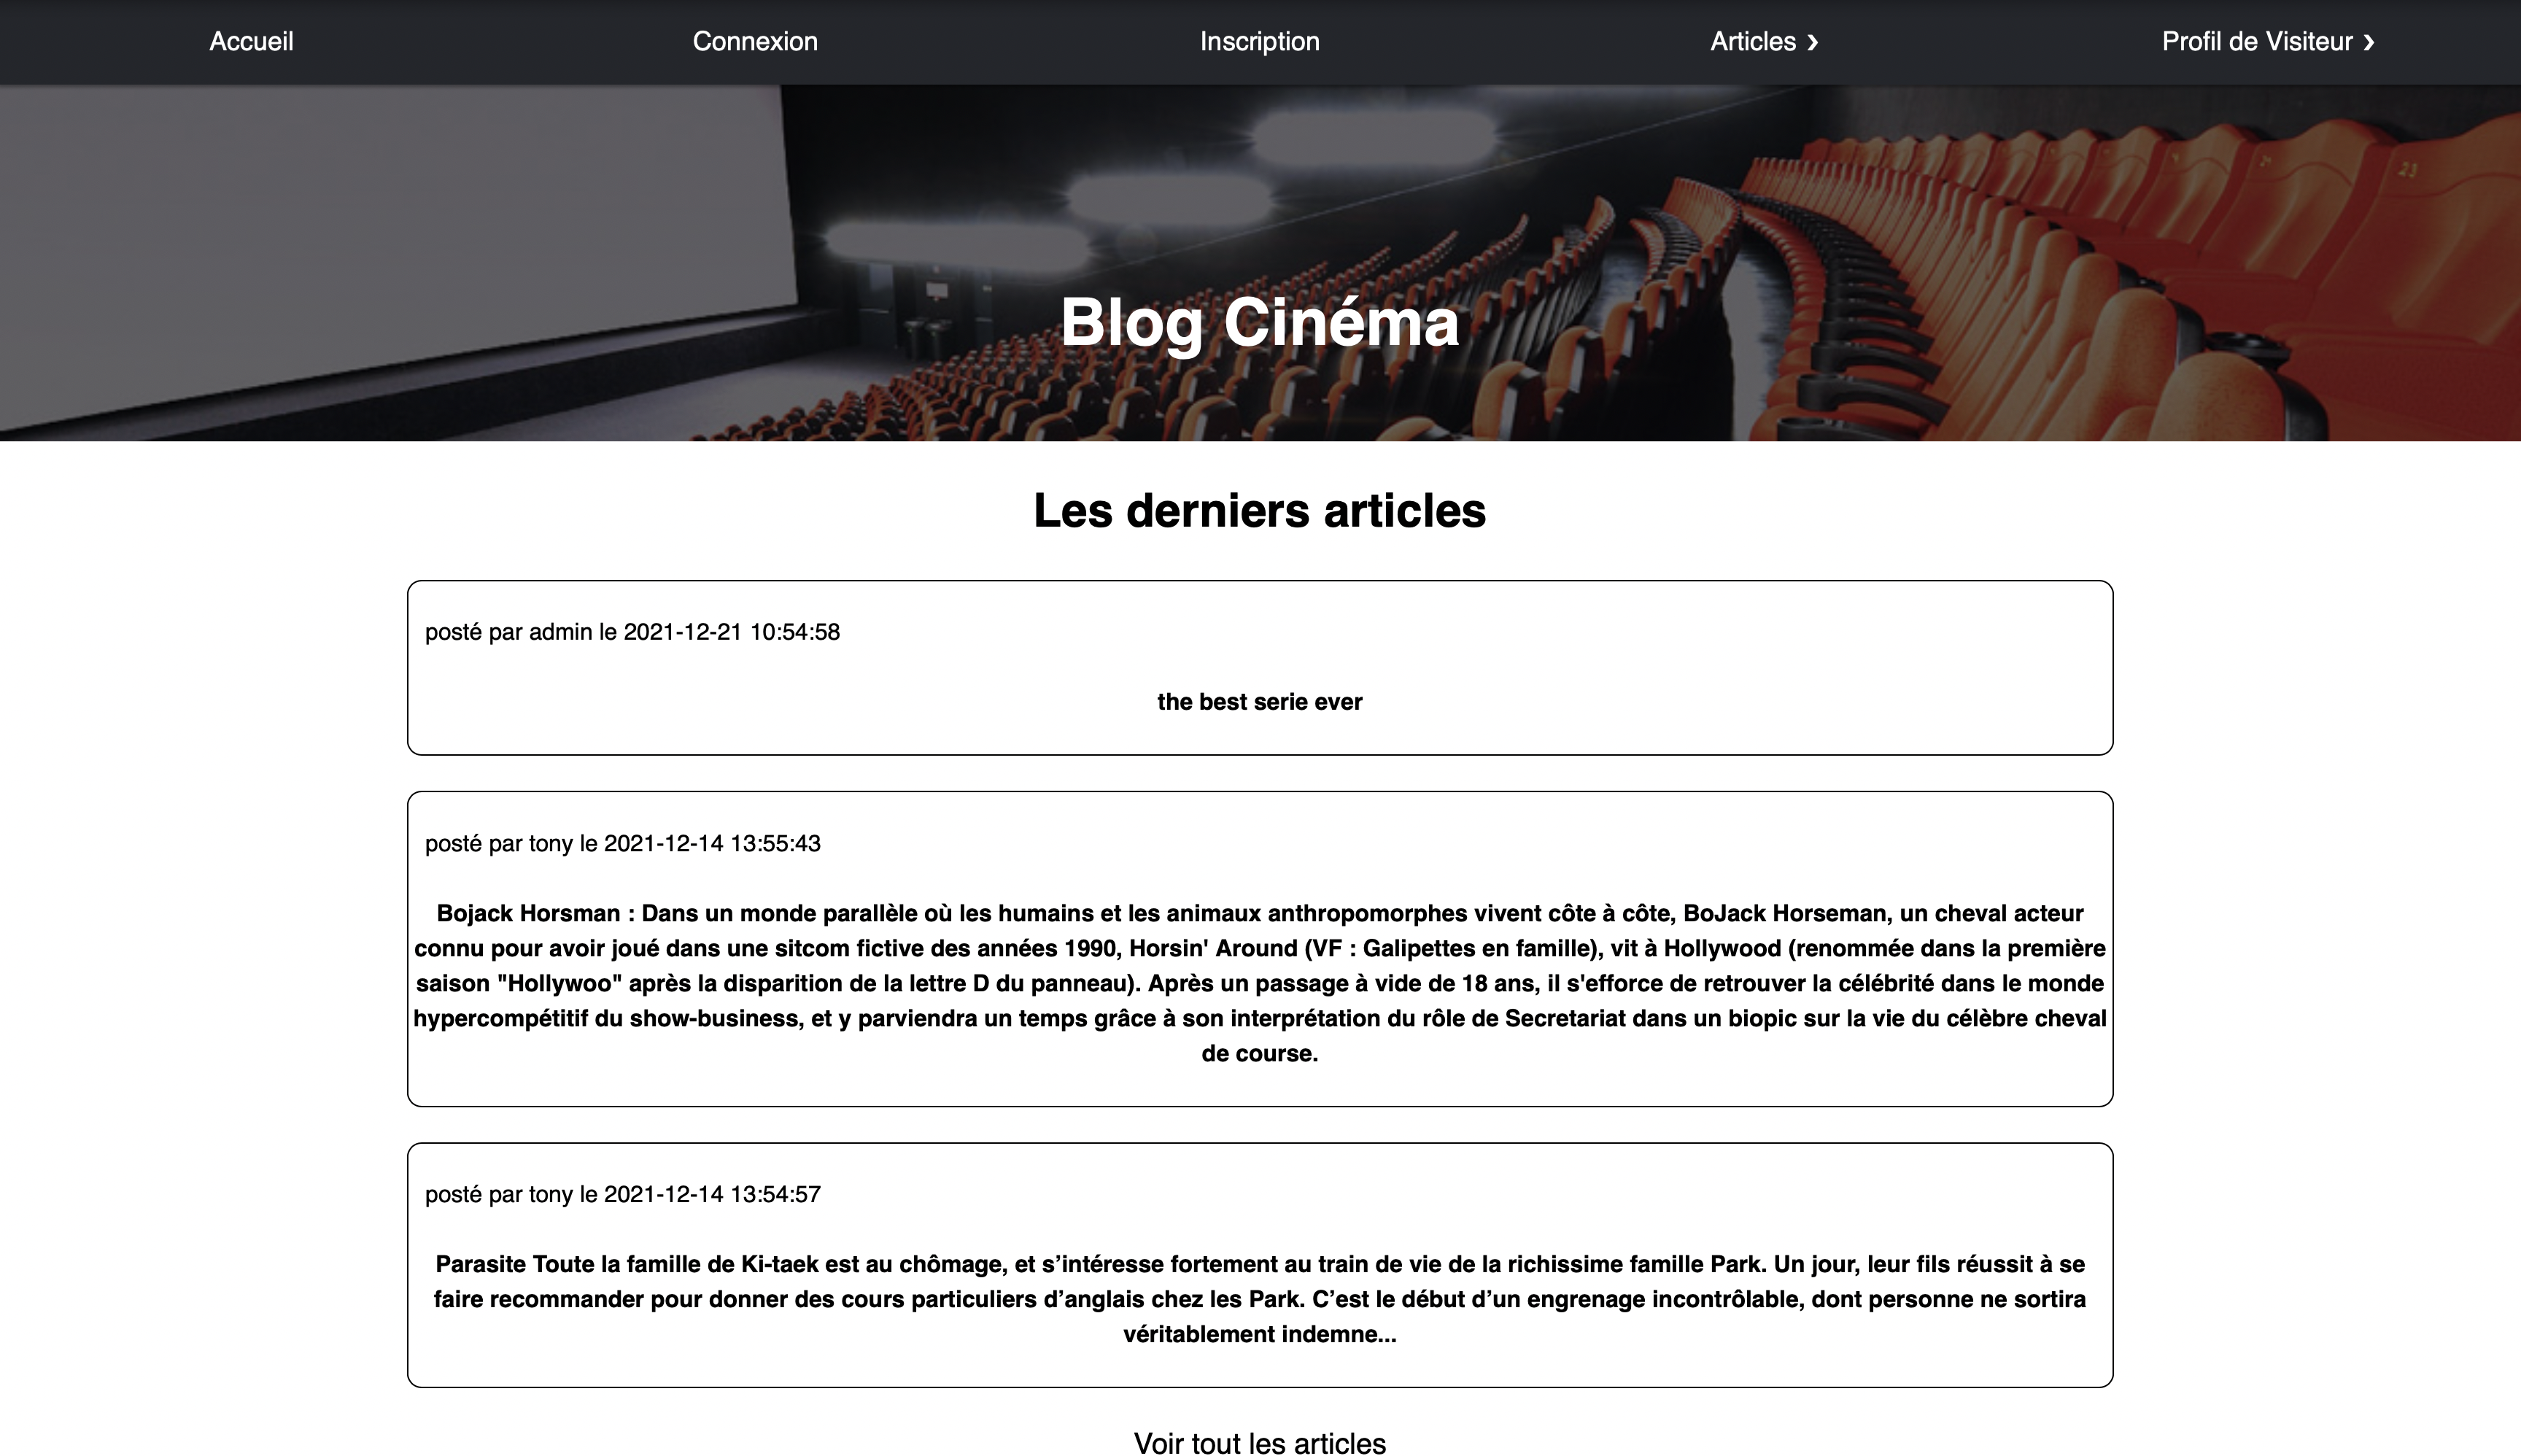 Accueil
Connexion
Inscription
Articles ❯
Profil de Visiteur ❯
23
Blog Cinéma
Les derniers articles
posté par admin le 2021-12-21 10:54:58
the best serie ever
posté par tony le 2021-12-14 13:55:43
Bojack Horsman : Dans un monde parallèle où les humains et les animaux anthropomorphes vivent côte à côte, BoJack Horseman, un cheval acteur
connu pour avoir joué dans une sitcom fictive des années 1990, Horsin' Around (VF : Galipettes en famille), vit à Hollywood (renommée dans la première
saison "Hollywoo" après la disparition de la lettre D du panneau). Après un passage à vide de 18 ans, il s'efforce de retrouver la célébrité dans le monde
hypercompétitif du show-business, et y parviendra un temps grâce à son interprétation du rôle de Secretariat dans un biopic sur la vie du célèbre cheval
de course.
posté par tony le 2021-12-14 13:54:57
Parasite Toute la famille de Ki-taek est au chômage, et s’intéresse fortement au train de vie de la richissime famille Park. Un jour, leur fils réussit à se
faire recommander pour donner des cours particuliers d’anglais chez les Park. C’est le début d’un engrenage incontrôlable, dont personne ne sortira
véritablement indemne...
Voir tout les articles